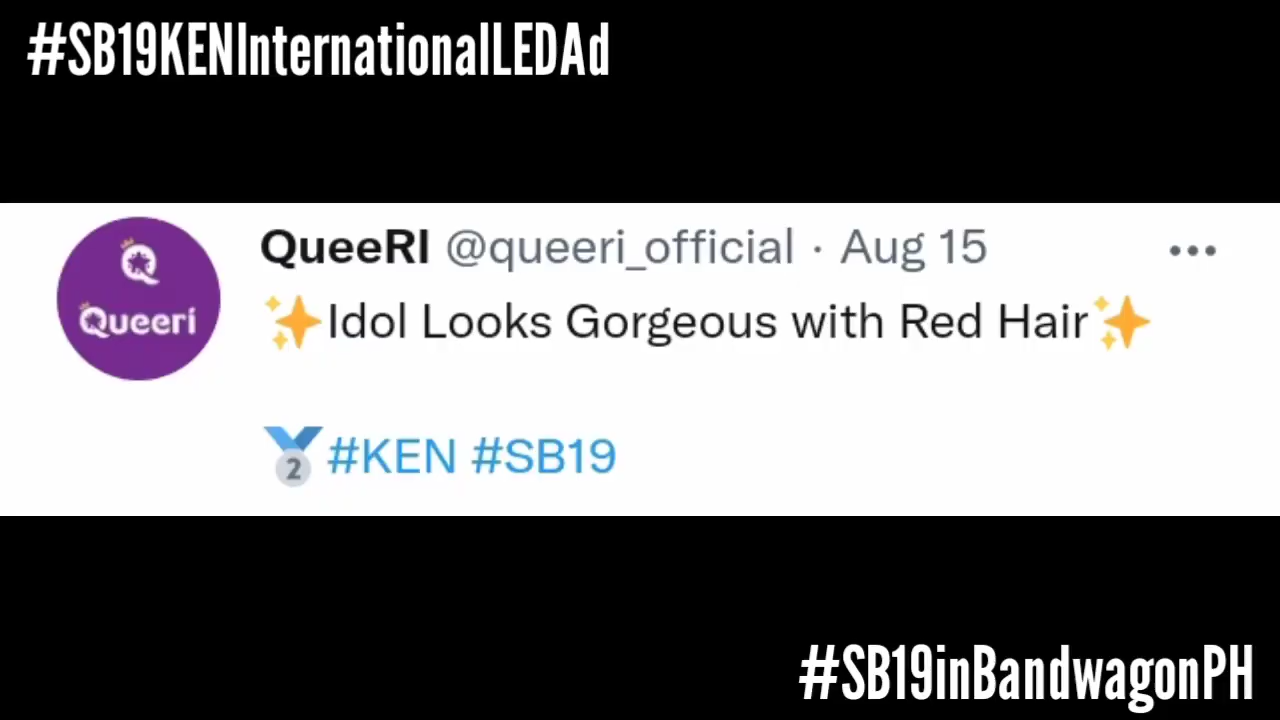 #SB19KENInternationalLEDAd
Q
Queeri
QueeRI @queeri_official · Aug 15 •••
✨Idol Looks Gorgeous with Red Hair✨
🥈#KEN #SB19
#SB19inBandwagonPH